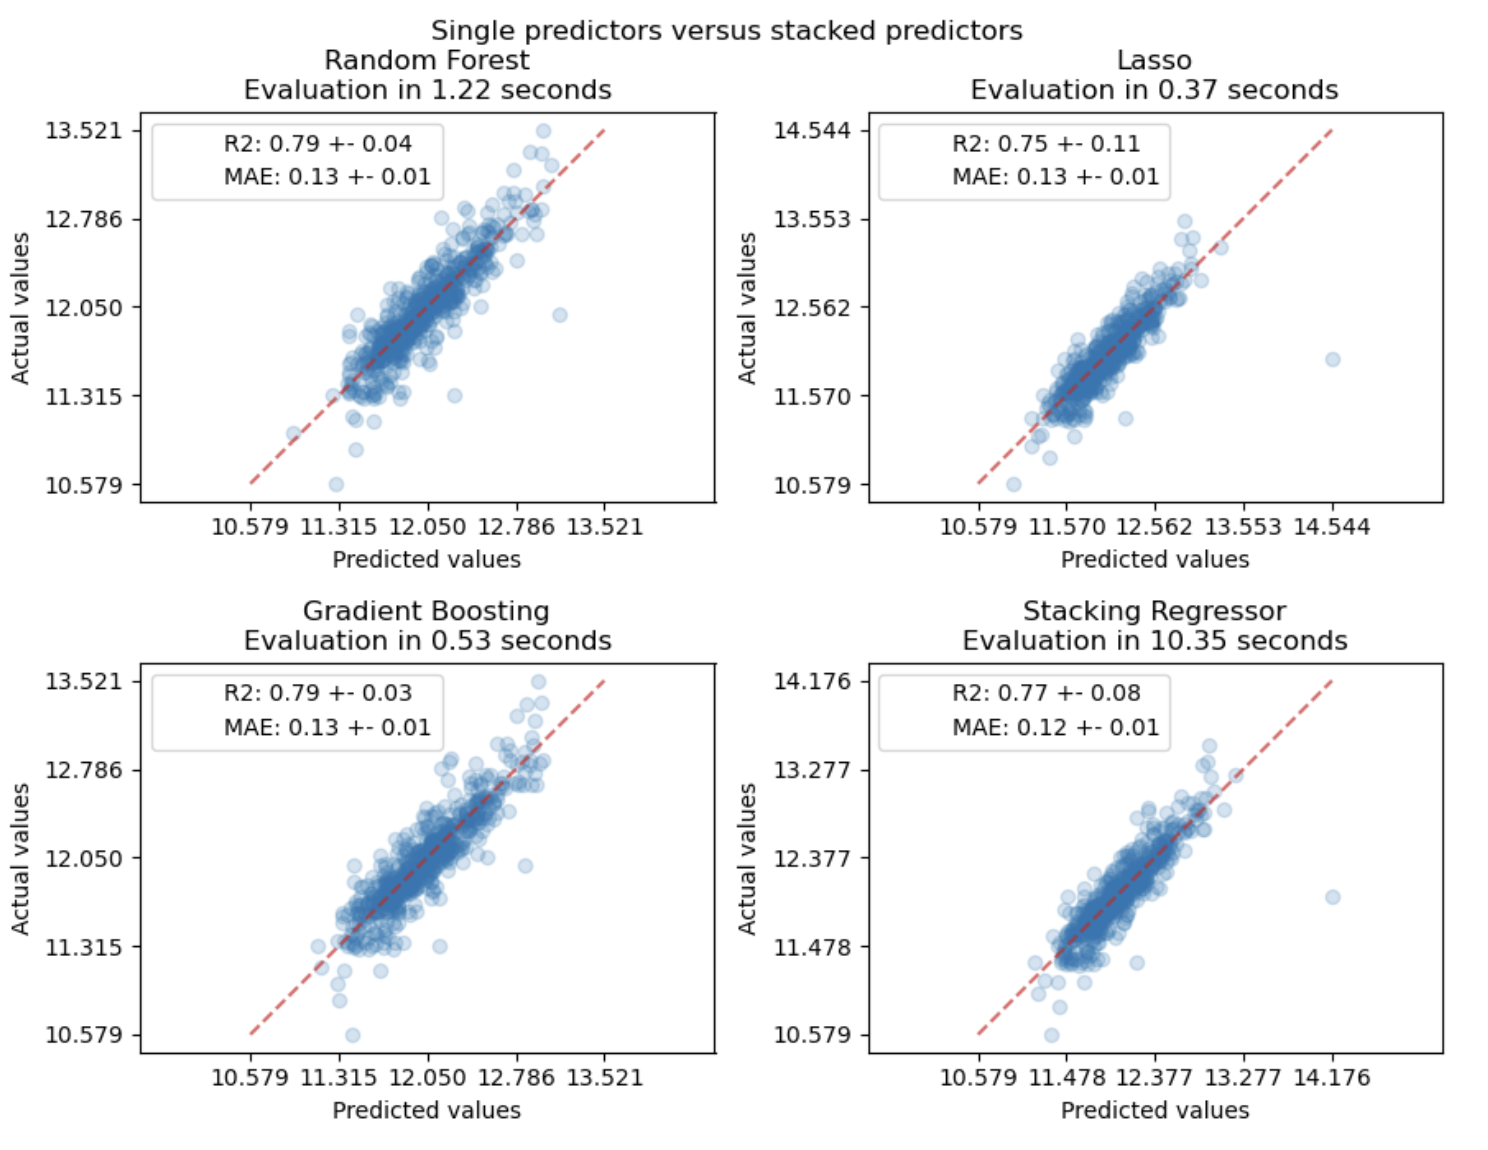 Single predictors versus stacked predictors
Random Forest
Evaluation in 1.22 seconds
R2: 0.79 +- 0.04
MAE: 0.13 +- 0.01
Actual values
13.521
12.786
12.050
11.315
10.579
10.579 11.315 12.050 12.786 13.521
Predicted values
Lasso
Evaluation in 0.37 seconds
R2: 0.75 +- 0.11
MAE: 0.13 +- 0.01
Actual values
14.544
13.553
12.562
11.570
10.579
10.579 11.570 12.562 13.553 14.544
Predicted values
Gradient Boosting
Evaluation in 0.53 seconds
R2: 0.79 +- 0.03
MAE: 0.13 +- 0.01
Actual values
13.521
12.786
12.050
11.315
10.579
10.579 11.315 12.050 12.786 13.521
Predicted values
Stacking Regressor
Evaluation in 10.35 seconds
R2: 0.77 +- 0.08
MAE: 0.12 +- 0.01
Actual values
14.176
13.277
12.377
11.478
10.579
10.579 11.478 12.377 13.277 14.176
Predicted values